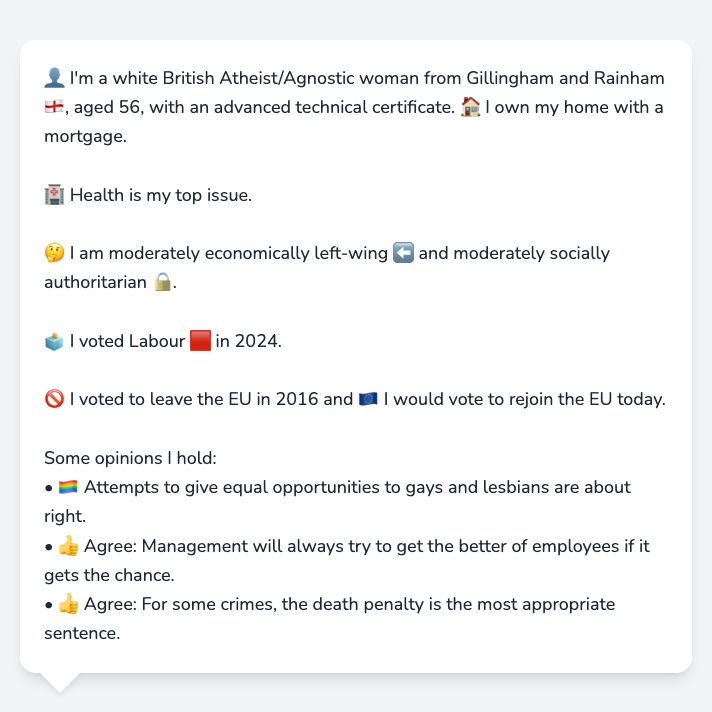 👤 I'm a white British Atheist/Agnostic woman from Gillingham and Rainham
🏴󠁧󠁢󠁥󠁮󠁧󠁿, aged 56, with an advanced technical certificate. 🏠 I own my home with a
mortgage.
🏥 Health is my top issue.
🤔 I am moderately economically left-wing ⬅️ and moderately socially
authoritarian 🔒.
🗳️ I voted Labour 🟥 in 2024.
🚫 I voted to leave the EU in 2016 and 🇪🇺 I would vote to rejoin the EU today.
Some opinions I hold:
• 🏳️‍🌈 Attempts to give equal opportunities to gays and lesbians are about
right.
• 👍 Agree: Management will always try to get the better of employees if it
gets the chance.
• 👍 Agree: For some crimes, the death penalty is the most appropriate
sentence.